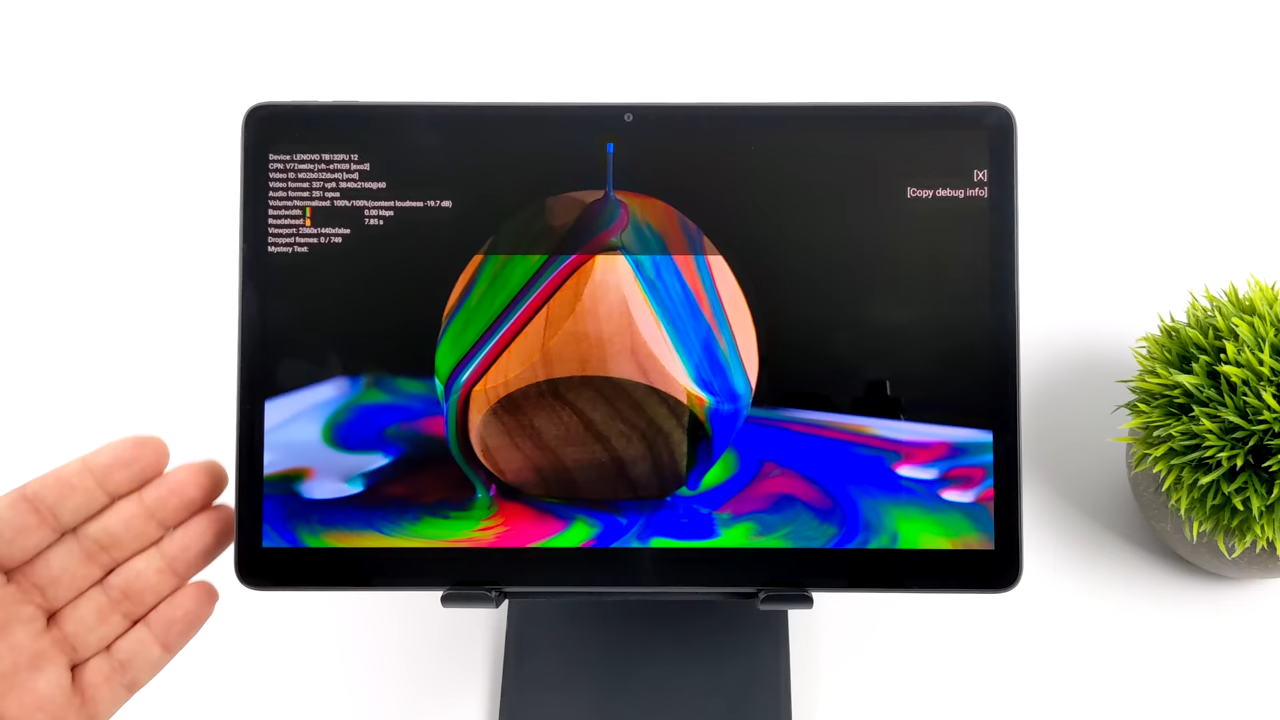 Device: LENOVO TB132FU 12
Video format: 337 vp9. 3840x2160@60
Audio format: 251 opus
Volume/Normalized: 100%/100%(content loudness -19.7 dB)
Bandwidth: 0.00 kbps
Readahead: 7.85 s
Viewport: 2560x1440xfalse
Dropped frames: 0 / 749
Mystery Text:
[X]
[Copy debug info]